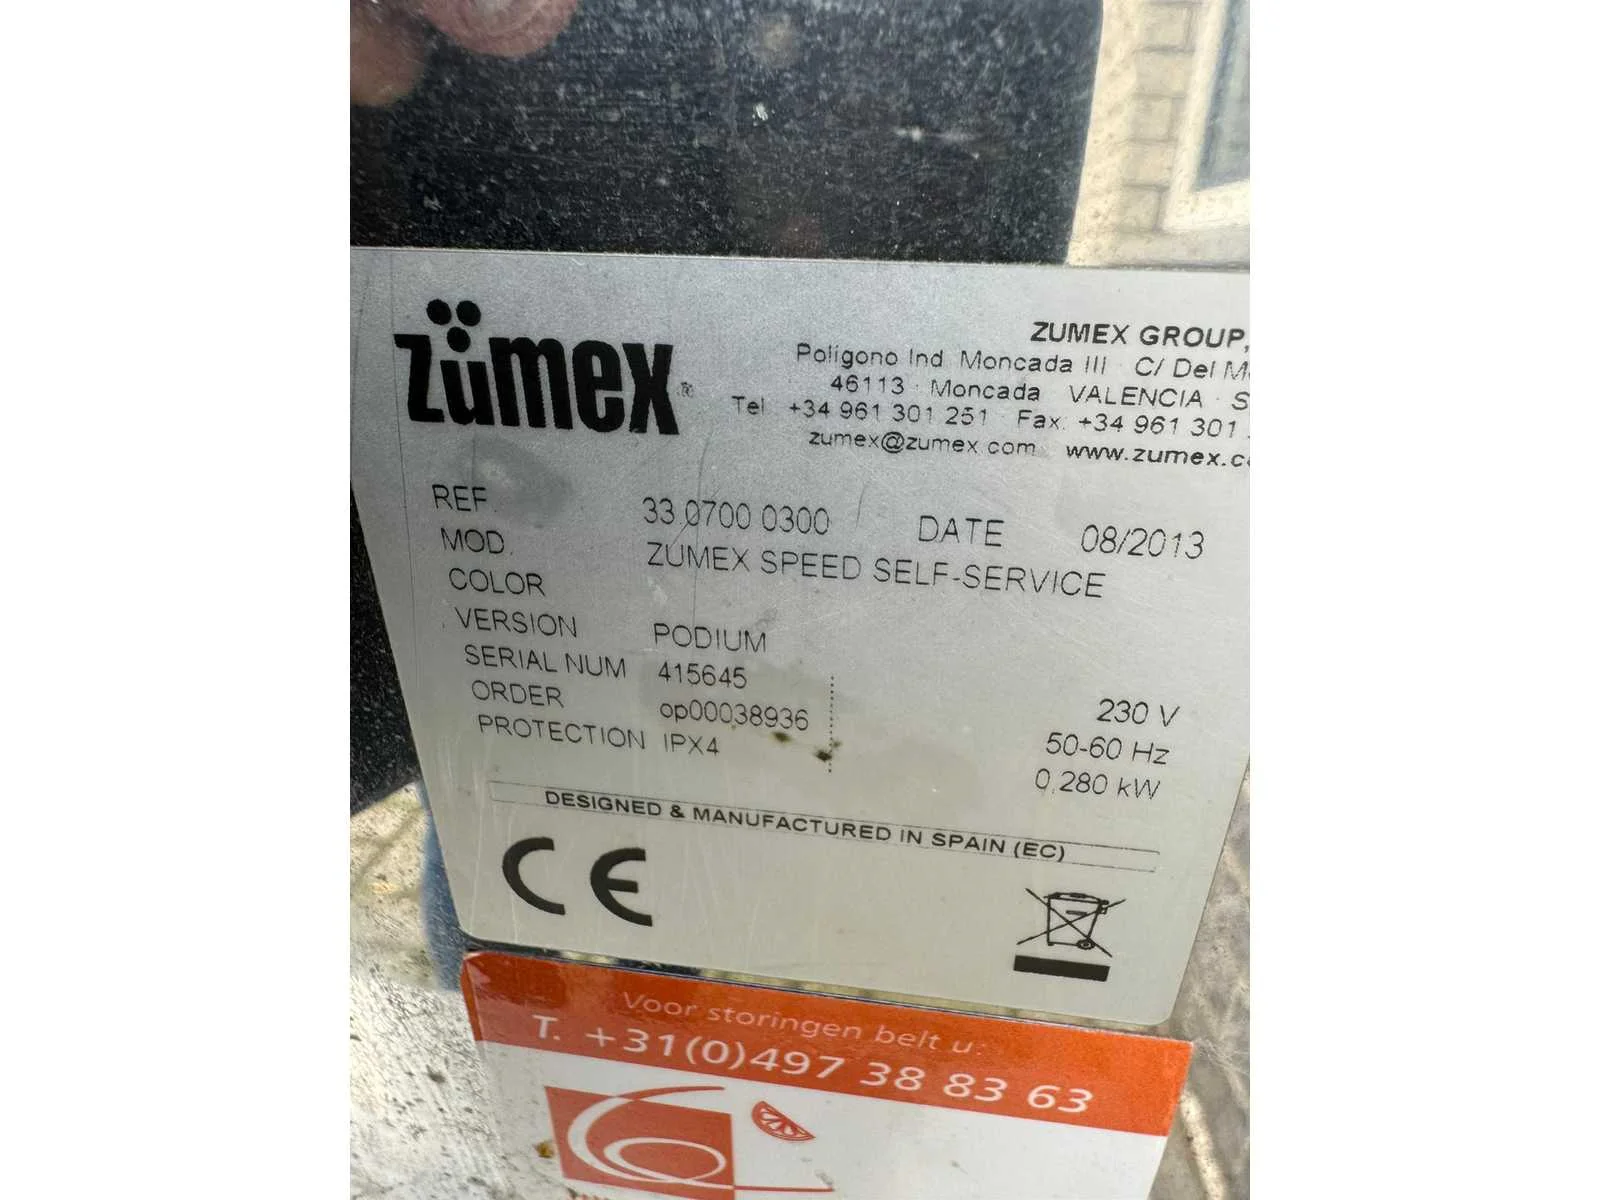 zümex®
ZUMEX GROUP,
Polígono Ind Moncada III · C/ Del
46113 · Moncada VALENCIA ·
Tel +34 961 301 251 · Fax: +34 961 301
zumex@zumex.com www.zumex.c
REF. 33.0700.0300 DATE 08/2013
MOD. ZUMEX SPEED SELF-SERVICE
COLOR
VERSION PODIUM
SERIAL NUM 415645
ORDER op00038936 230 V
PROTECTION IPX4 50-60 Hz
0,280 kW
DESIGNED & MANUFACTURED IN SPAIN (EC)
CE
Voor storingen belt u:
T. +31(0)497 38 83 63